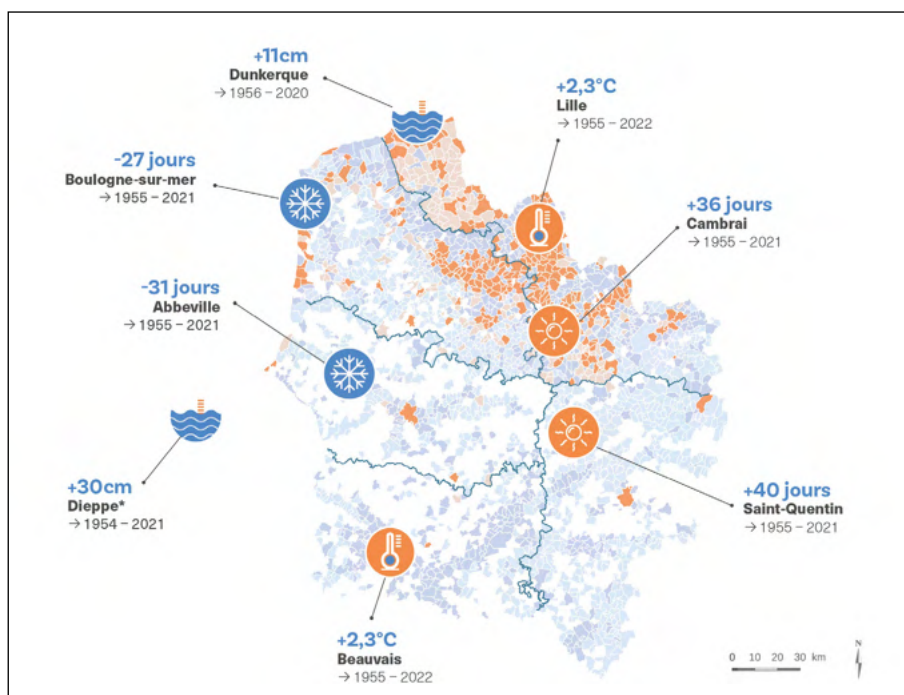 +11cm
Dunkerque
→ 1956 – 2020
+2,3°C
Lille
→ 1955 – 2022
-27 jours
Boulogne-sur-mer
→ 1955 – 2021
+36 jours
Cambrai
→ 1955 – 2021
-31 jours
Abbeville
→ 1955 – 2021
+30cm
Dieppe*
→ 1954 – 2021
+40 jours
Saint-Quentin
→ 1955 – 2021
+2,3°C
Beauvais
→ 1955 – 2022
0 10 20 30 km
N